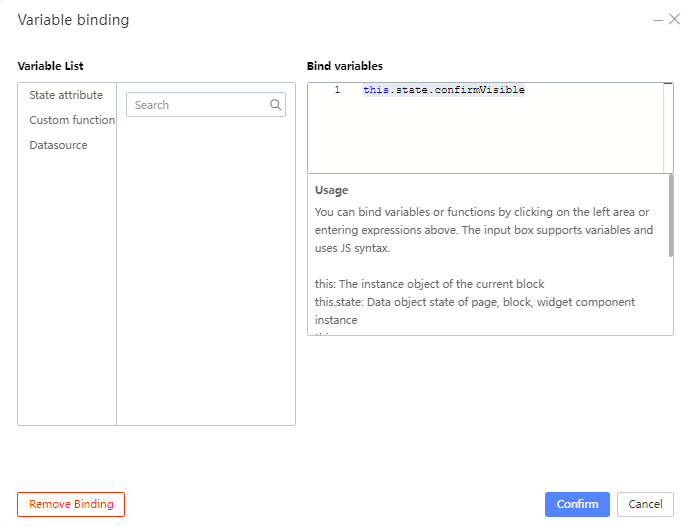 Variable binding
Variable List
State attribute
Custom function
Datasource
Search
Bind variables
1 this.state.confirmVisible
Usage
You can bind variables or functions by clicking on the left area or
entering expressions above. The input box supports variables and
uses JS syntax.
this: The instance object of the current block
this.state: Data object state of page, block, widget component
instance
Remove Binding
Confirm
Cancel